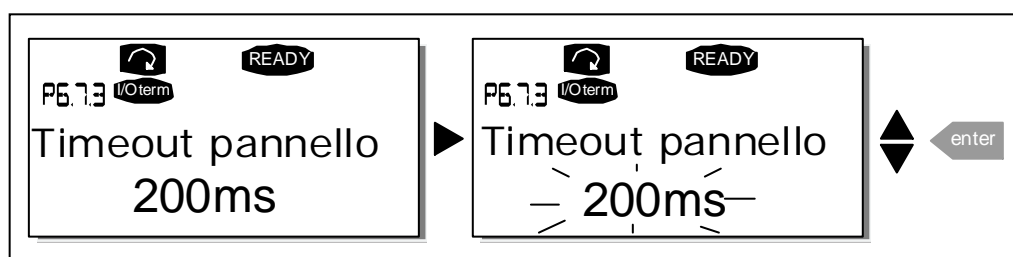 READY
P6.7.3 I/Oterm
Timeout pannello
200ms
READY
P6.7.3 I/Oterm
Timeout pannello
200ms
enter